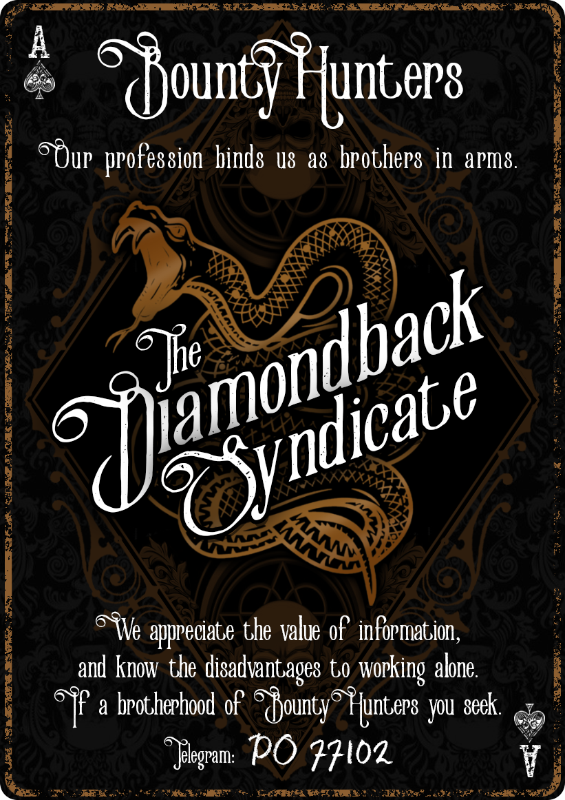 A
Bounty Hunters
Our profession binds us as brothers in arms.
The
Diamondback
Syndicate
We appreciate the value of information,
and know the disadvantages to working alone.
If a brotherhood of Bounty Hunters you seek.
Telegram: PO 77102
A